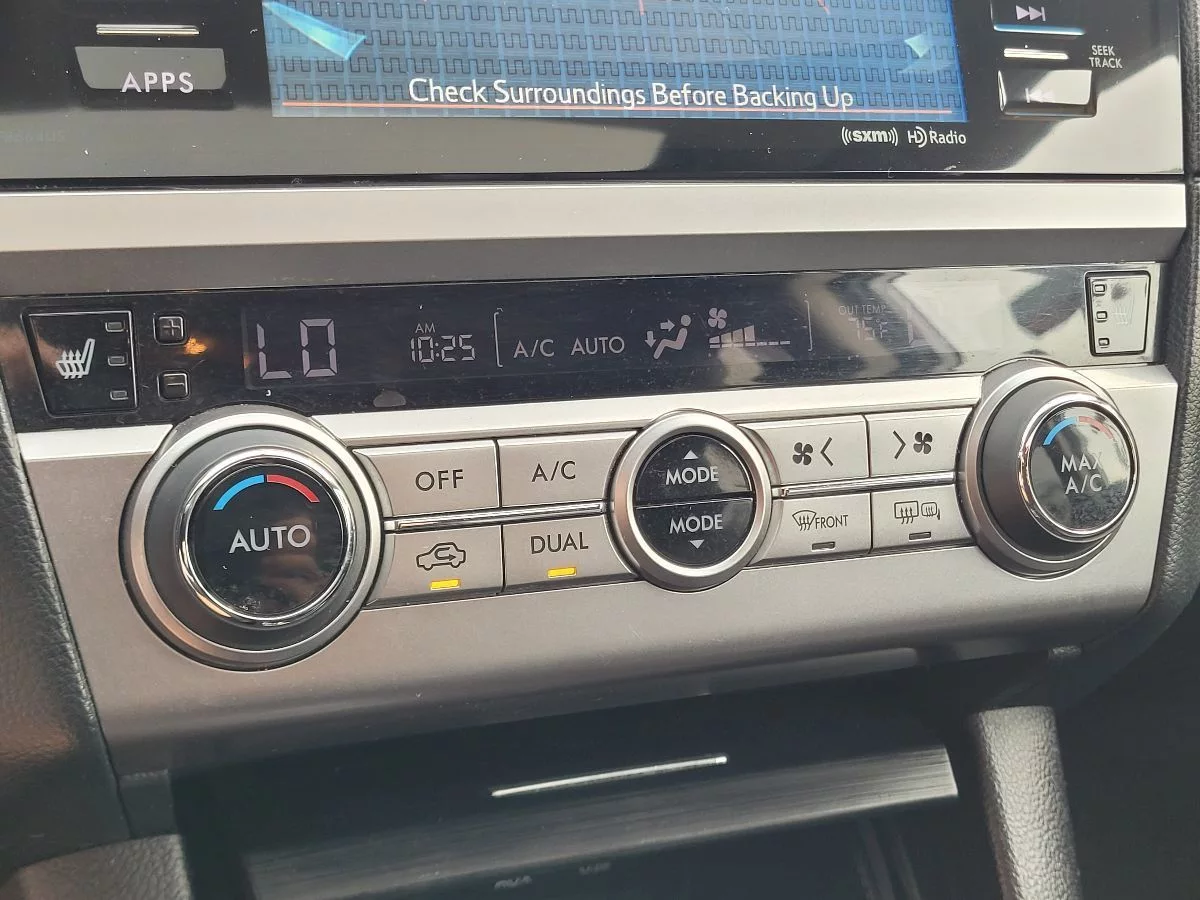 APPS
Check Surroundings Before Backing Up
SEEK
TRACK
((sxm)) HD Radio
LO
AM
10:25
A/C AUTO
OUT TEMP
75°F
OFF
A/C
MODE
MODE
AUTO
DUAL
FRONT
MAX
A/C